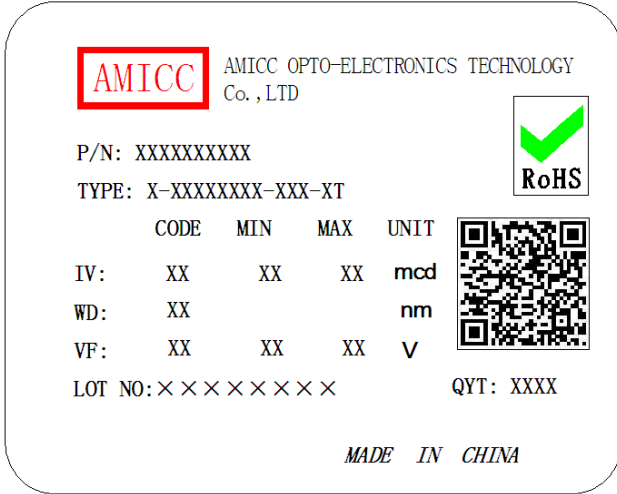 AMICC
AMICC OPTO-ELECTRONICS TECHNOLOGY
Co.,LTD
P/N: XXXXXXXXXX
RoHS
TYPE: X-XXXXXXXX-XXX-XT
CODE MIN MAX UNIT
IV: XX XX XX mcd
WD: XX nm
VF: XX XX XX V
LOT NO:×××××××× QYT: XXXX
MADE IN CHINA